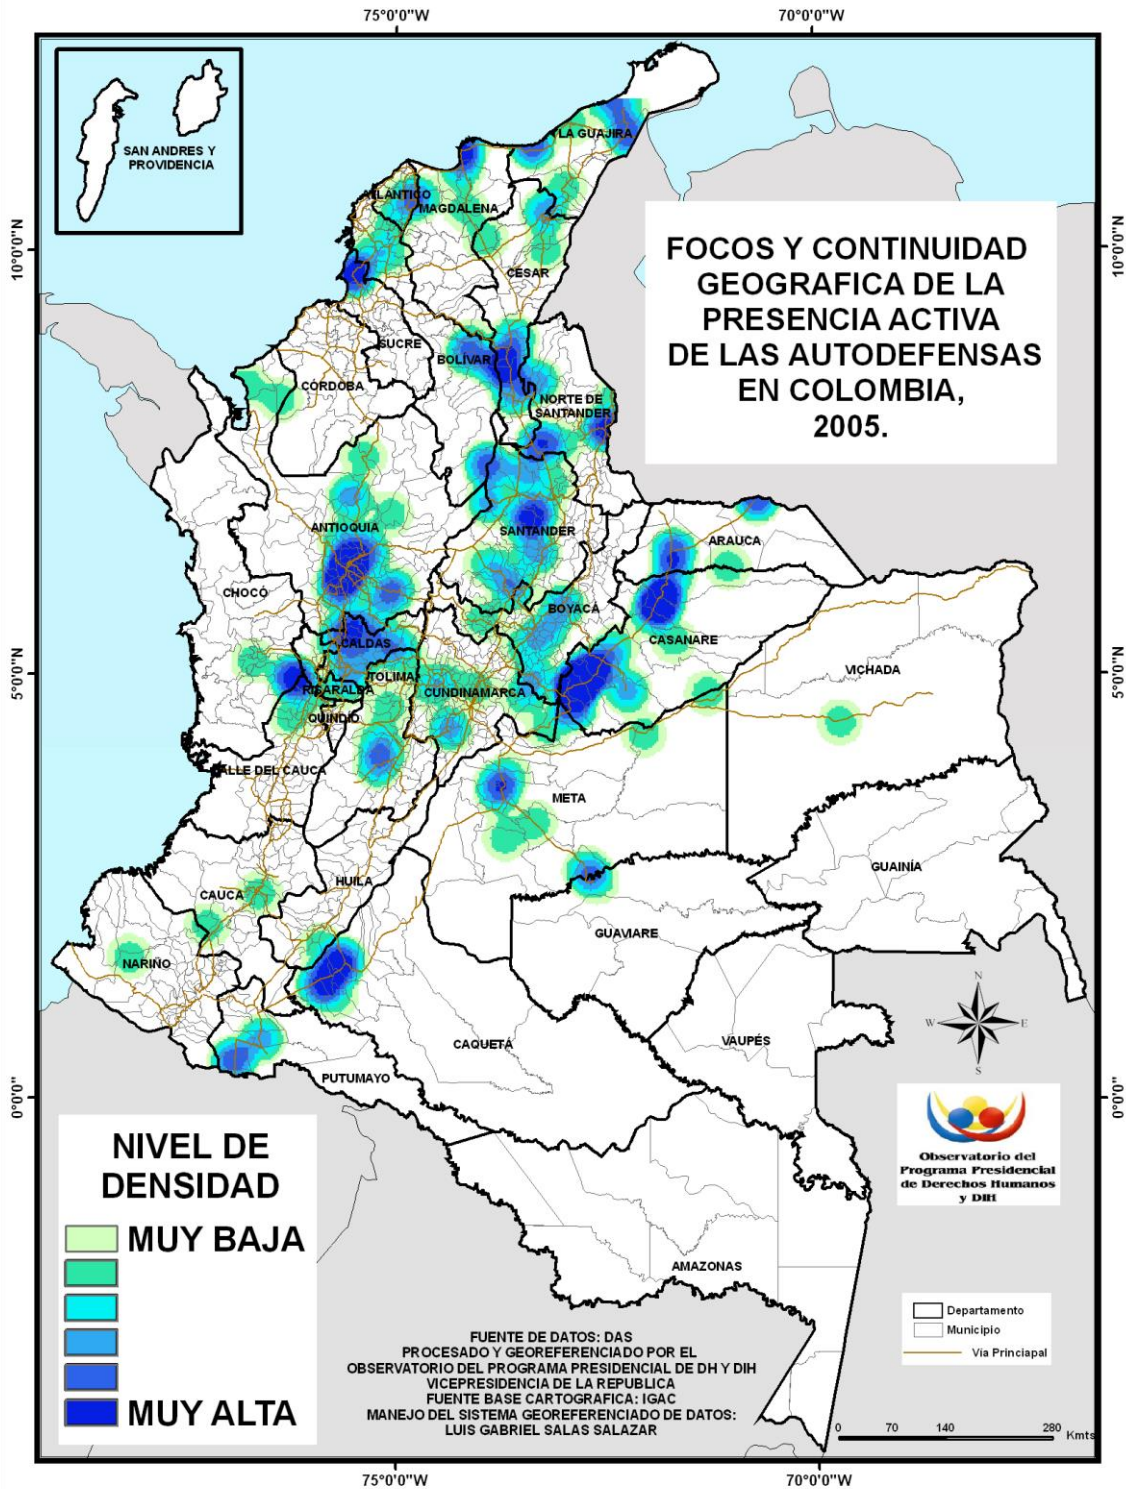 75°0'0"W
70°0'0"W
SAN ANDRES Y
PROVIDENCIA
FOCOS Y CONTINUIDAD
GEOGRAFICA DE LA
PRESENCIA ACTIVA
DE LAS AUTODEFENSAS
EN COLOMBIA,
2005.
10°0'0"N
10°0'0"N
LA GUAJIRA
ATLÁNTICO
MAGDALENA
CESAR
SUCRE
BOLÍVAR
CÓRDOBA
NORTE DE
SANTANDER
ANTIOQUIA
SANTANDER
ARAUCA
CHOCÓ
BOYACÁ
CALDAS
CASANARE
VICHADA
5°0'0"N
5°0'0"N
TOLIMA
RISARALDA
CUNDINAMARCA
QUINDIO
VALLE DEL CAUCA
META
GUAINÍA
HUILA
CAUCA
GUAVIARE
NARIÑO
N
W
E
S
CAQUETÁ
VAUPÉS
PUTUMAYO
0°0'0"
0°0'0"
Observatorio del
Programa Presidencial
de Derechos Humanos
y DIH
NIVEL DE
DENSIDAD
MUY BAJA
MUY ALTA
AMAZONAS
Departamento
Municipio
Vía Princiapal
FUENTE DE DATOS: DAS
PROCESADO Y GEOREFERENCIADO POR EL
OBSERVATORIO DEL PROGRAMA PRESIDENCIAL DE DH Y DIH
VICEPRESIDENCIA DE LA REPUBLICA
FUENTE BASE CARTOGRAFICA: IGAC
MANEJO DEL SISTEMA GEOREFERENCIADO DE DATOS:
LUIS GABRIEL SALAS SALAZAR
0 70 140 280
Kmts
75°0'0"W
70°0'0"W